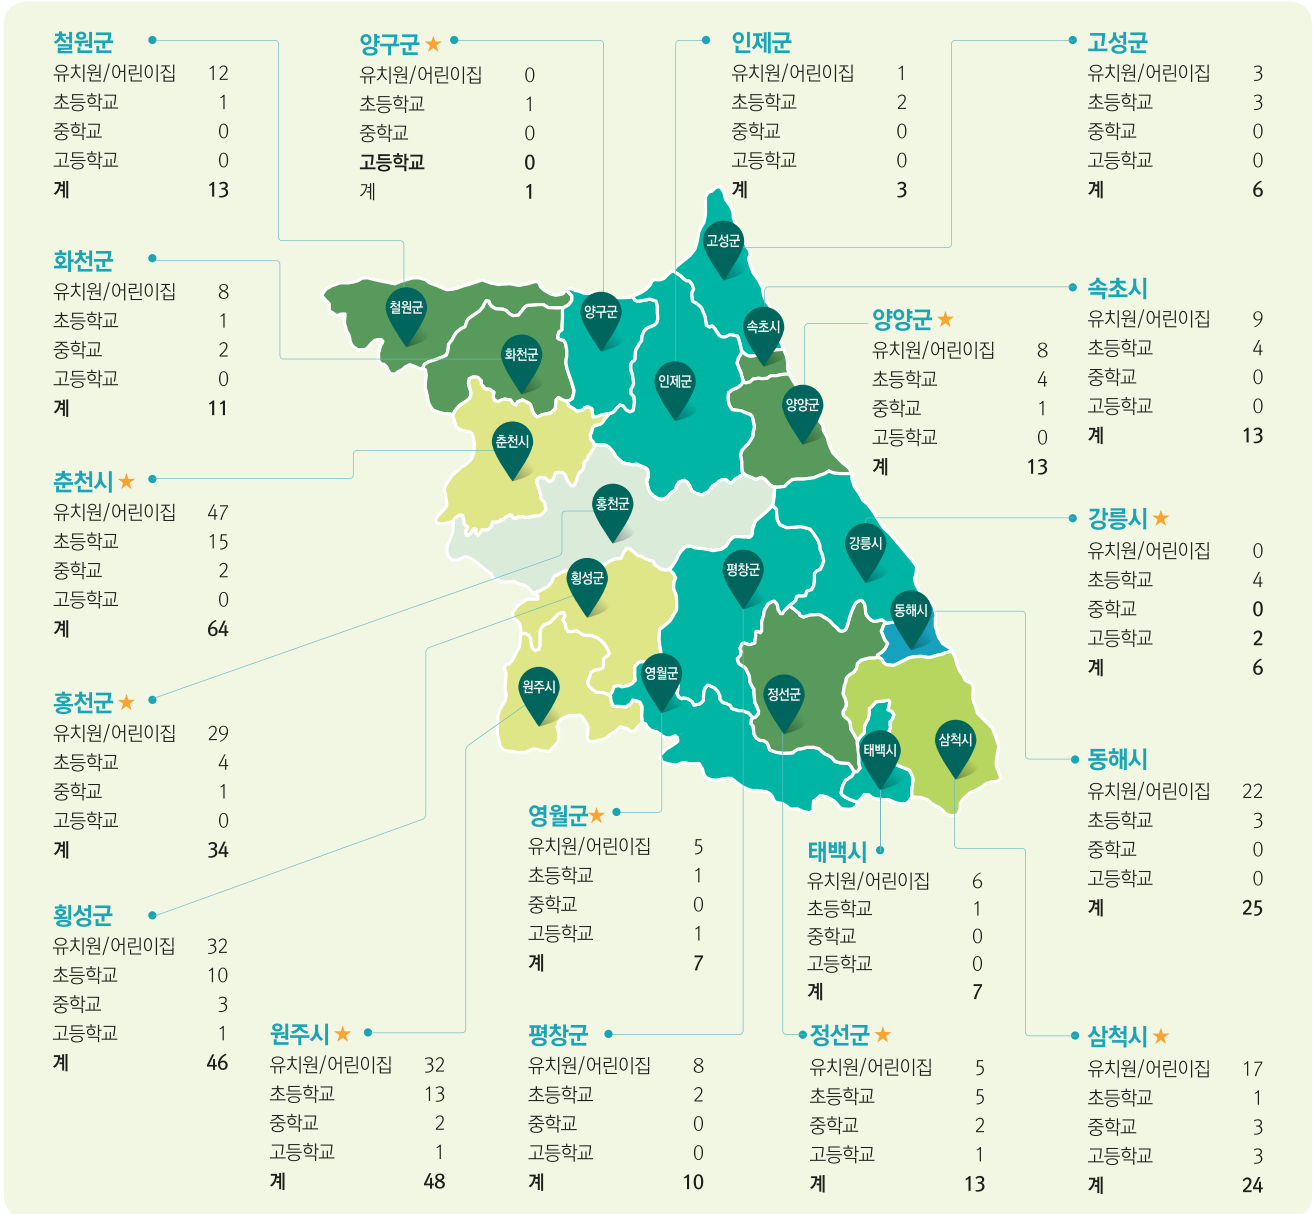 철원군
유치원/어린이집 12
초등학교 1
중학교 0
고등학교 0
계 13
양구군 ★
유치원/어린이집 0
초등학교 1
중학교 0
고등학교 0
계 1
인제군
유치원/어린이집 1
초등학교 2
중학교 0
고등학교 0
계 3
고성군
유치원/어린이집 3
초등학교 3
중학교 0
고등학교 0
계 6
화천군
유치원/어린이집 8
초등학교 1
중학교 2
고등학교 0
계 11
양양군 ★
유치원/어린이집 8
초등학교 4
중학교 1
고등학교 0
계 13
속초시
유치원/어린이집 9
초등학교 4
중학교 0
고등학교 0
계 13
춘천시 ★
유치원/어린이집 47
초등학교 15
중학교 2
고등학교 0
계 64
강릉시 ★
유치원/어린이집 0
초등학교 4
중학교 0
고등학교 2
계 6
홍천군 ★
유치원/어린이집 29
초등학교 4
중학교 1
고등학교 0
계 34
동해시
유치원/어린이집 22
초등학교 3
중학교 0
고등학교 0
계 25
횡성군
유치원/어린이집 32
초등학교 10
중학교 3
고등학교 1
계 46
영월군★
유치원/어린이집 5
초등학교 1
중학교 0
고등학교 1
계 7
태백시
유치원/어린이집 6
초등학교 1
중학교 0
고등학교 0
계 7
원주시 ★
유치원/어린이집 32
초등학교 13
중학교 2
고등학교 1
계 48
평창군
유치원/어린이집 8
초등학교 2
중학교 0
고등학교 0
계 10
정선군 ★
유치원/어린이집 5
초등학교 5
중학교 2
고등학교 1
계 13
삼척시 ★
유치원/어린이집 17
초등학교 1
중학교 3
고등학교 3
계 24
고성군
철원군
양구군
속초시
화천군
인제군
양양군
춘천시
홍천군
강릉시
평창군
횡성군
동해시
영월군
원주시
정선군
태백시
삼척시